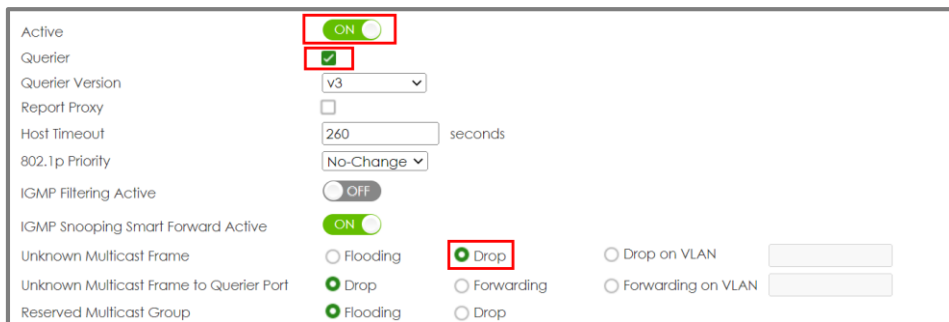 Active ON
Querier
Querier Version v3
Report Proxy
Host Timeout 260 seconds
802.1p Priority No-Change
IGMP Filtering Active OFF
IGMP Snooping Smart Forward Active ON
Unknown Multicast Frame Flooding Drop Drop on VLAN
Unknown Multicast Frame to Querier Port Drop Forwarding Forwarding on VLAN
Reserved Multicast Group Flooding Drop